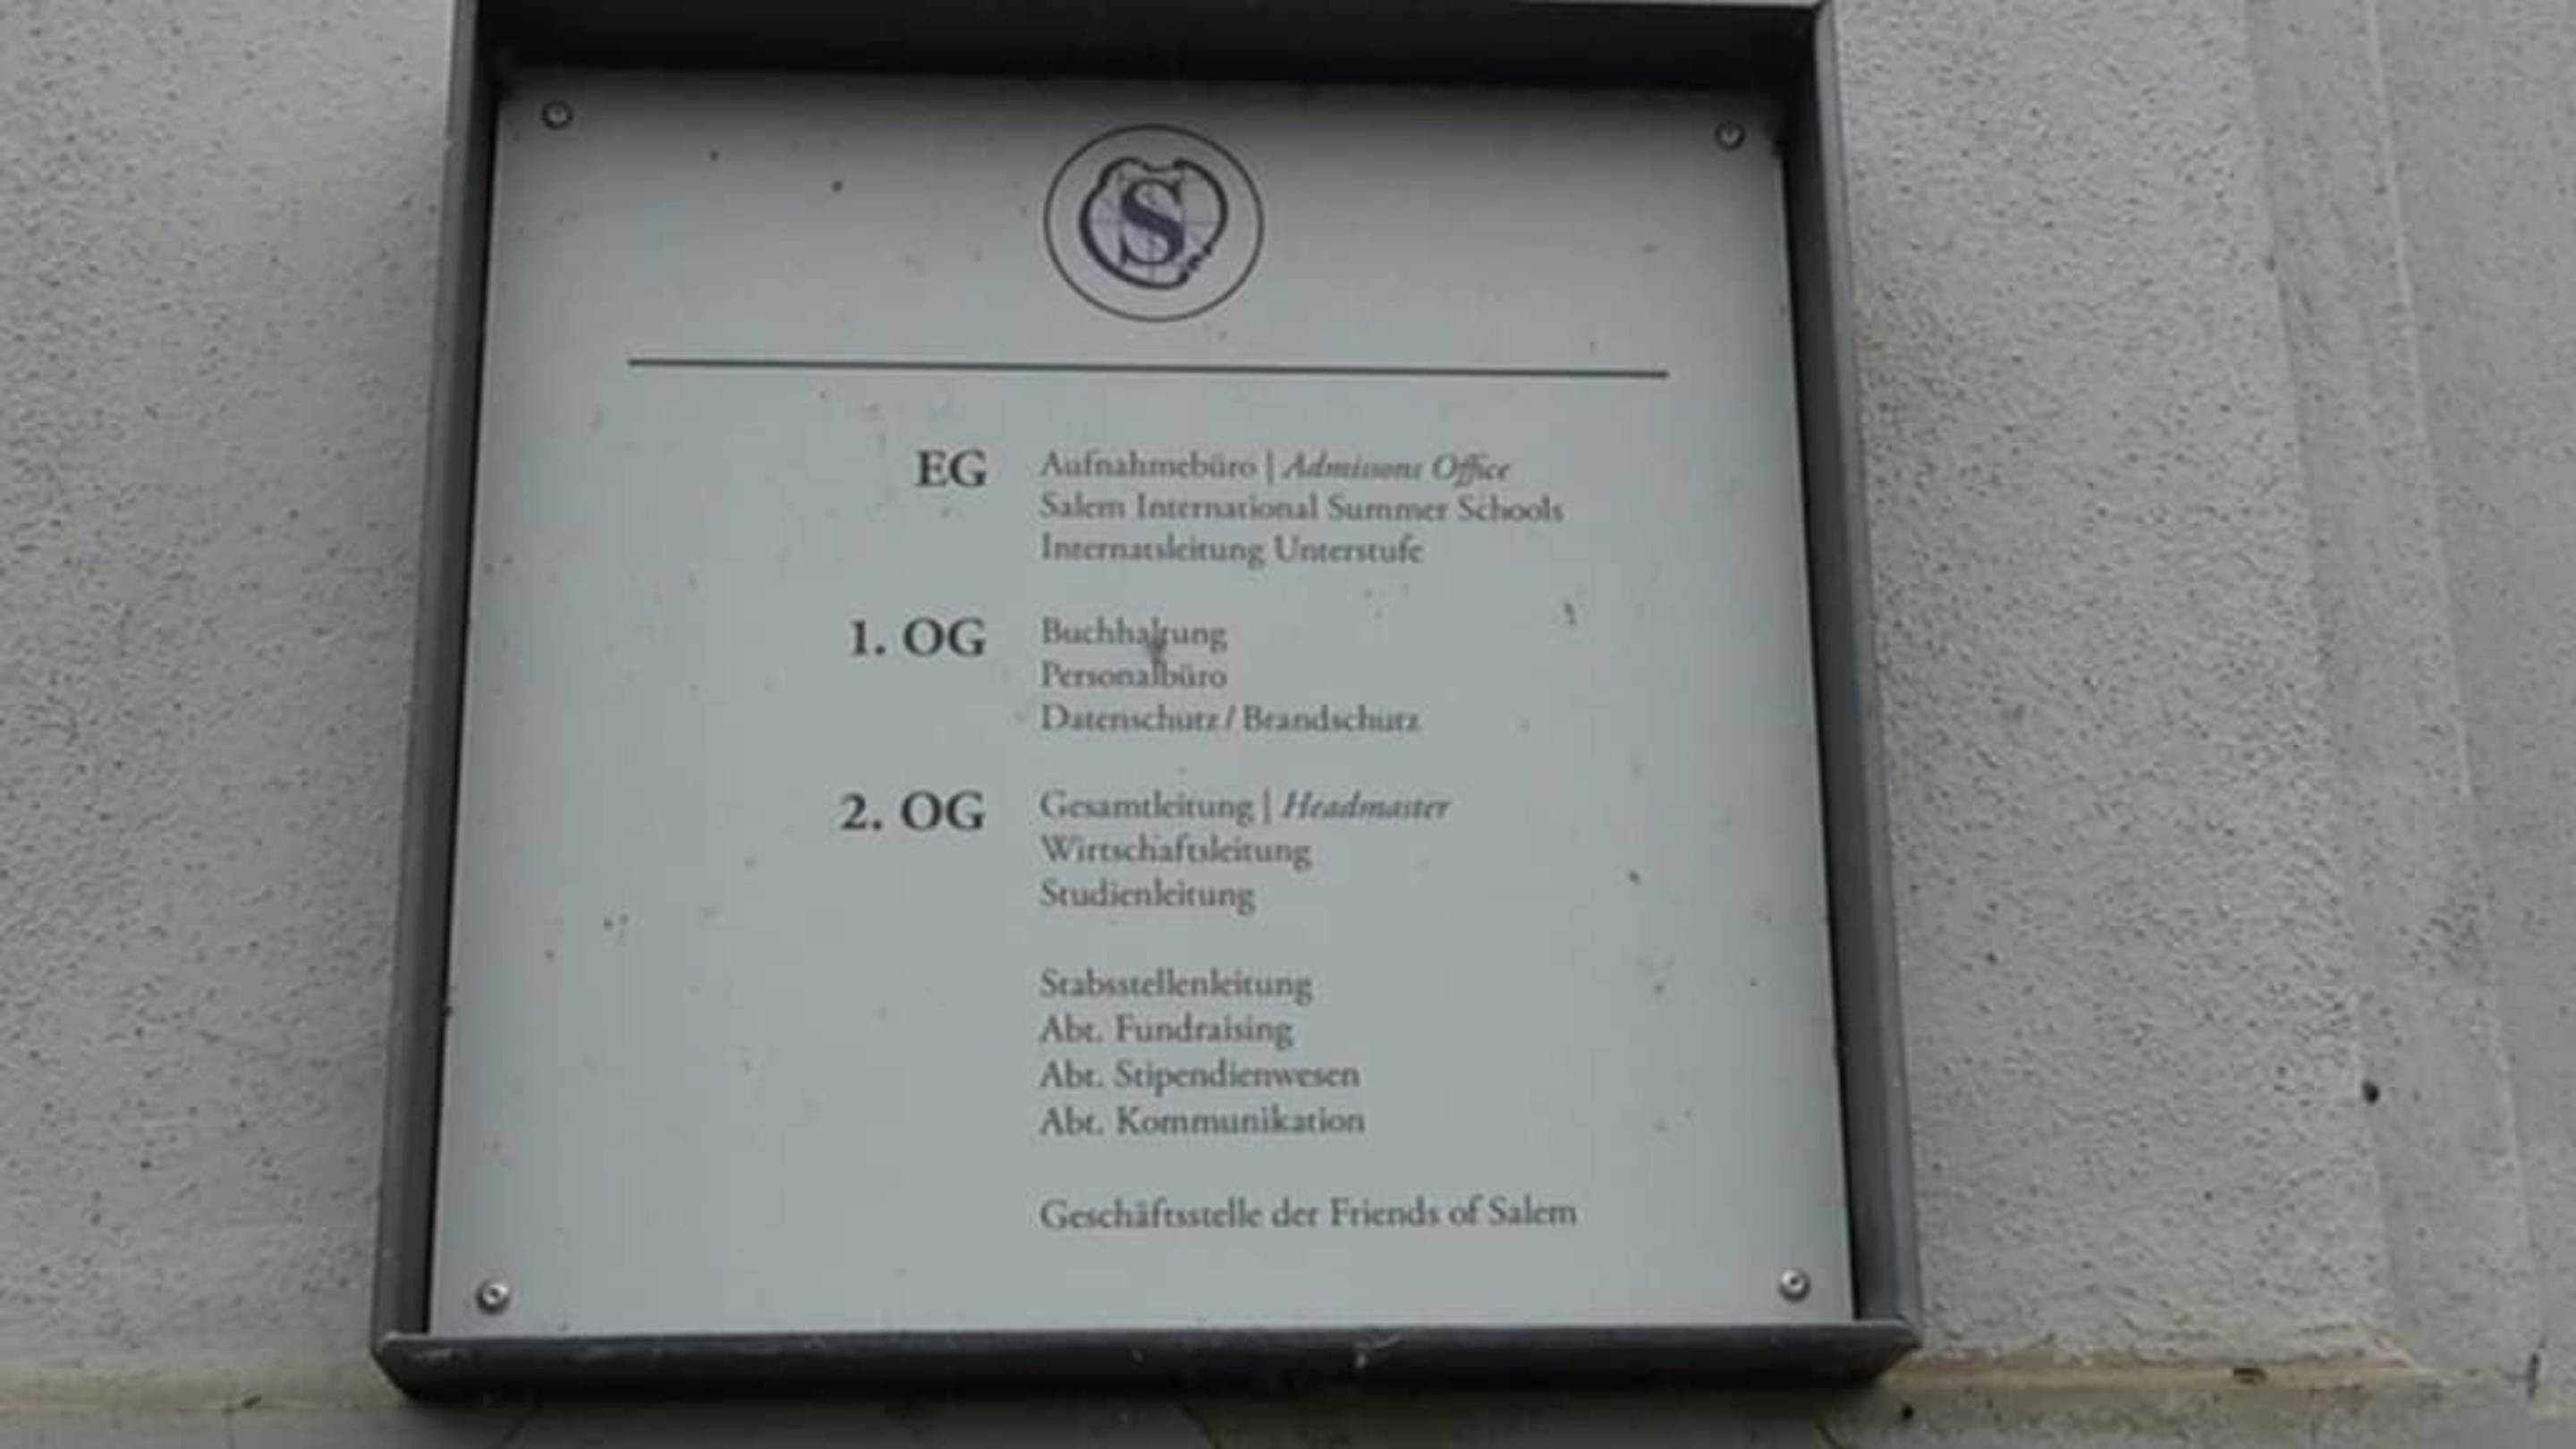 S
EG Aufnahmebüro | Admissons Office
Salem International Summer Schools
Internatsleitung Unterstufe
1. OG Buchhaltung
Personalbüro
Datenschutz / Brandschutz
2. OG Gesamtleitung | Headmaster
Wirtschaftsleitung
Studienleitung
Stabsstellenleitung
Abt. Fundraising
Abt. Stipendienwesen
Abt. Kommunikation
Geschäftsstelle der Friends of Salem